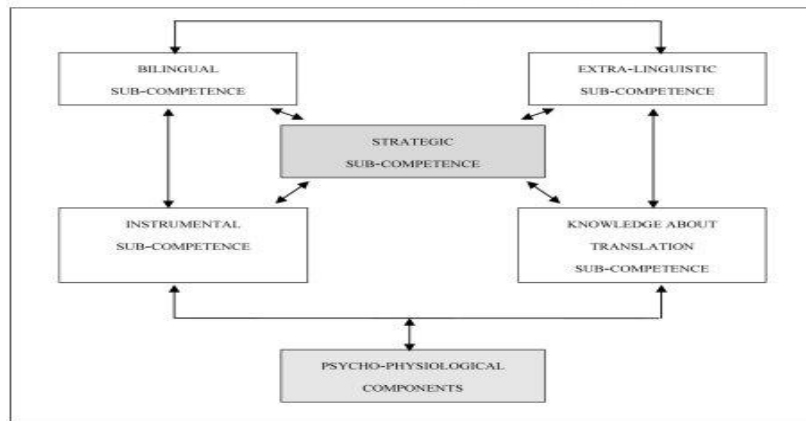 BILINGUAL
SUB-COMPETENCE
EXTRA-LINGUISTIC
SUB-COMPETENCE
STRATEGIC
SUB-COMPETENCE
INSTRUMENTAL
SUB-COMPETENCE
KNOWLEDGE ABOUT
TRANSLATION
SUB-COMPETENCE
PSYCHO-PHYSIOLOGICAL
COMPONENTS